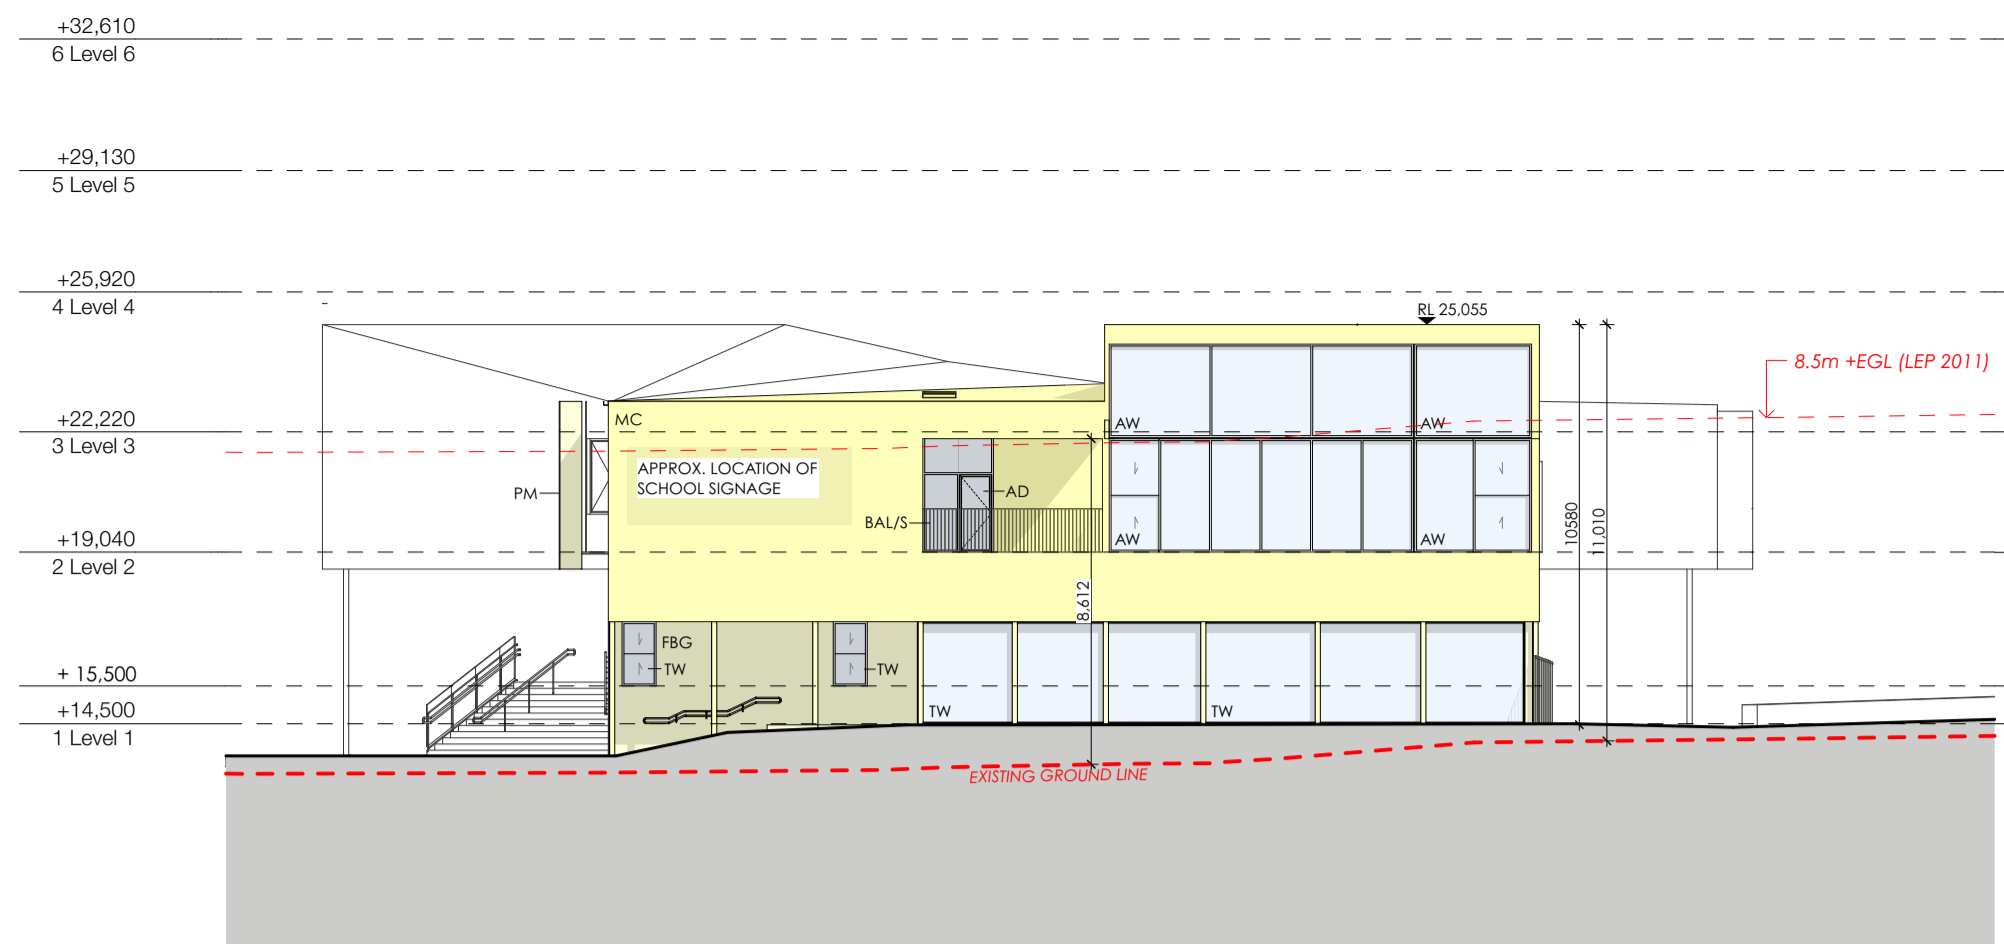 +32,610
6 Level 6
+29,130
5 Level 5
+25,920
4 Level 4
RL 25,055
8.5m +EGL (LEP 2011)
+22,220
3 Level 3
MC
AW
AW
APPROX. LOCATION OF
SCHOOL SIGNAGE
PM
AD
BAL/S
AW
AW
10580
11,010
+19,040
2 Level 2
8,612
FBG
TW
TW
+ 15,500
TW
TW
+14,500
1 Level 1
EXISTING GROUND LINE